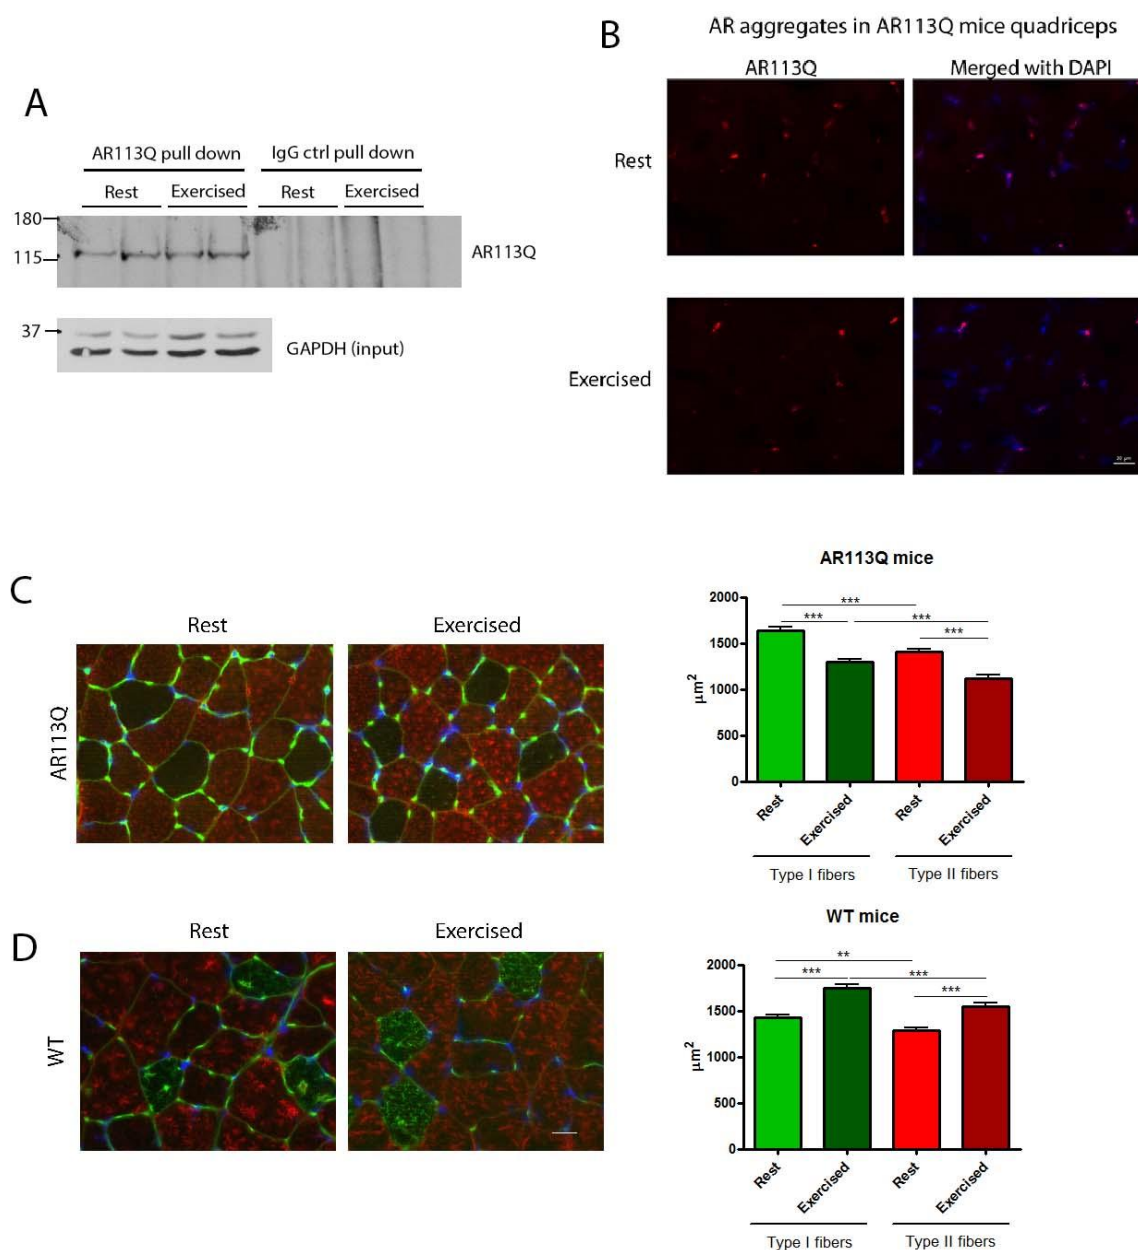 A
AR113Q pull down IgG ctrl pull down
Rest Exercised Rest Exercised
180
115
AR113Q
37
GAPDH (input)
B
AR aggregates in AR113Q mice quadriceps
AR113Q Merged with DAPI
Rest
Exercised
20 µm
C
Rest Exercised
AR113Q
AR113Q mice
µm2
2000
1500
1000
500
0
***
*** ***
***
Rest Exercised Rest Exercised
Type I fibers Type II fibers
D
Rest Exercised
WT
WT mice
µm2
2000
1500
1000
500
0
**
*** ***
***
Rest Exercised Rest Exercised
Type I fibers Type II fibers